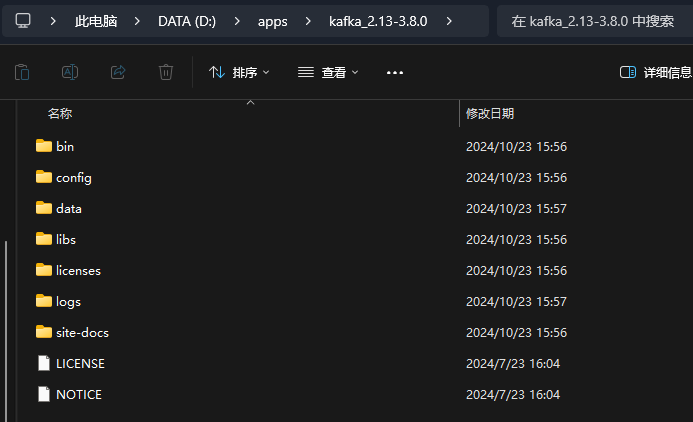 此电脑 DATA (D:) apps kafka_2.13-3.8.0 在 kafka_2.13-3.8.0 中搜索
排序 查看 详细信息
名称 修改日期
bin 2024/10/23 15:56
config 2024/10/23 15:56
data 2024/10/23 15:57
libs 2024/10/23 15:56
licenses 2024/10/23 15:56
logs 2024/10/23 15:57
site-docs 2024/10/23 15:56
LICENSE 2024/7/23 16:04
NOTICE 2024/7/23 16:04